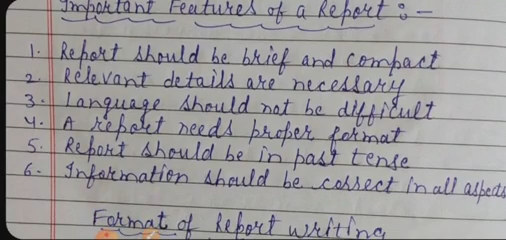 Important Features of a Report :-
1. Report should be brief and compact
2. Relevant details are necessary
3. Language should not be difficult
4. A report needs proper format
5. Report should be in past tense
6. Information should be correct in all aspects
Format of Report writing